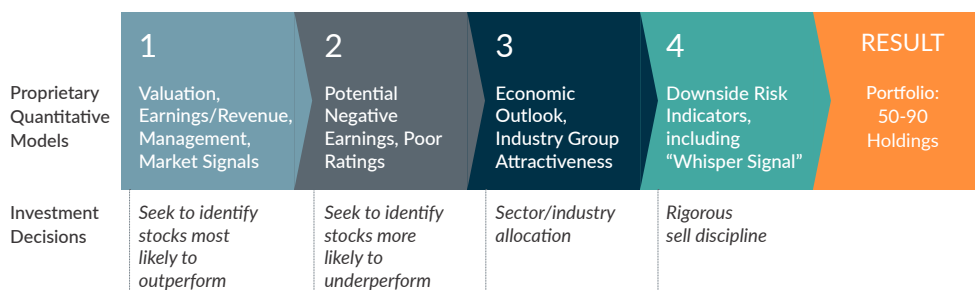 1
2
3
4
RESULT
Proprietary
Quantitative
Models
Valuation,
Earnings/Revenue,
Management,
Market Signals
Potential
Negative
Earnings, Poor
Ratings
Economic
Outlook,
Industry Group
Attractiveness
Downside Risk
Indicators,
including
“Whisper Signal”
Portfolio:
50-90
Holdings
Investment
Decisions
Seek to identify
stocks most
likely to
outperform
Seek to identify
stocks more
likely to
underperform
Sector/industry
allocation
Rigorous
sell discipline